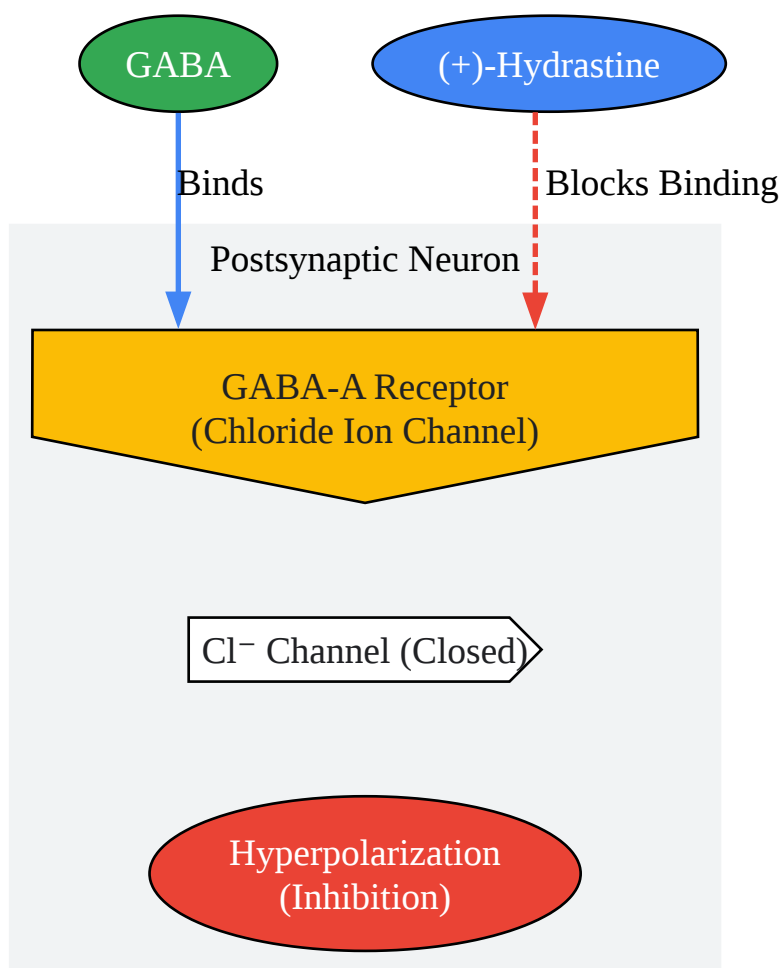 GABA
(+)-Hydrastine
Binds
Blocks Binding
Postsynaptic Neuron
GABA-A Receptor
(Chloride Ion Channel)
Cl⁻ Channel (Closed)
Hyperpolarization
(Inhibition)